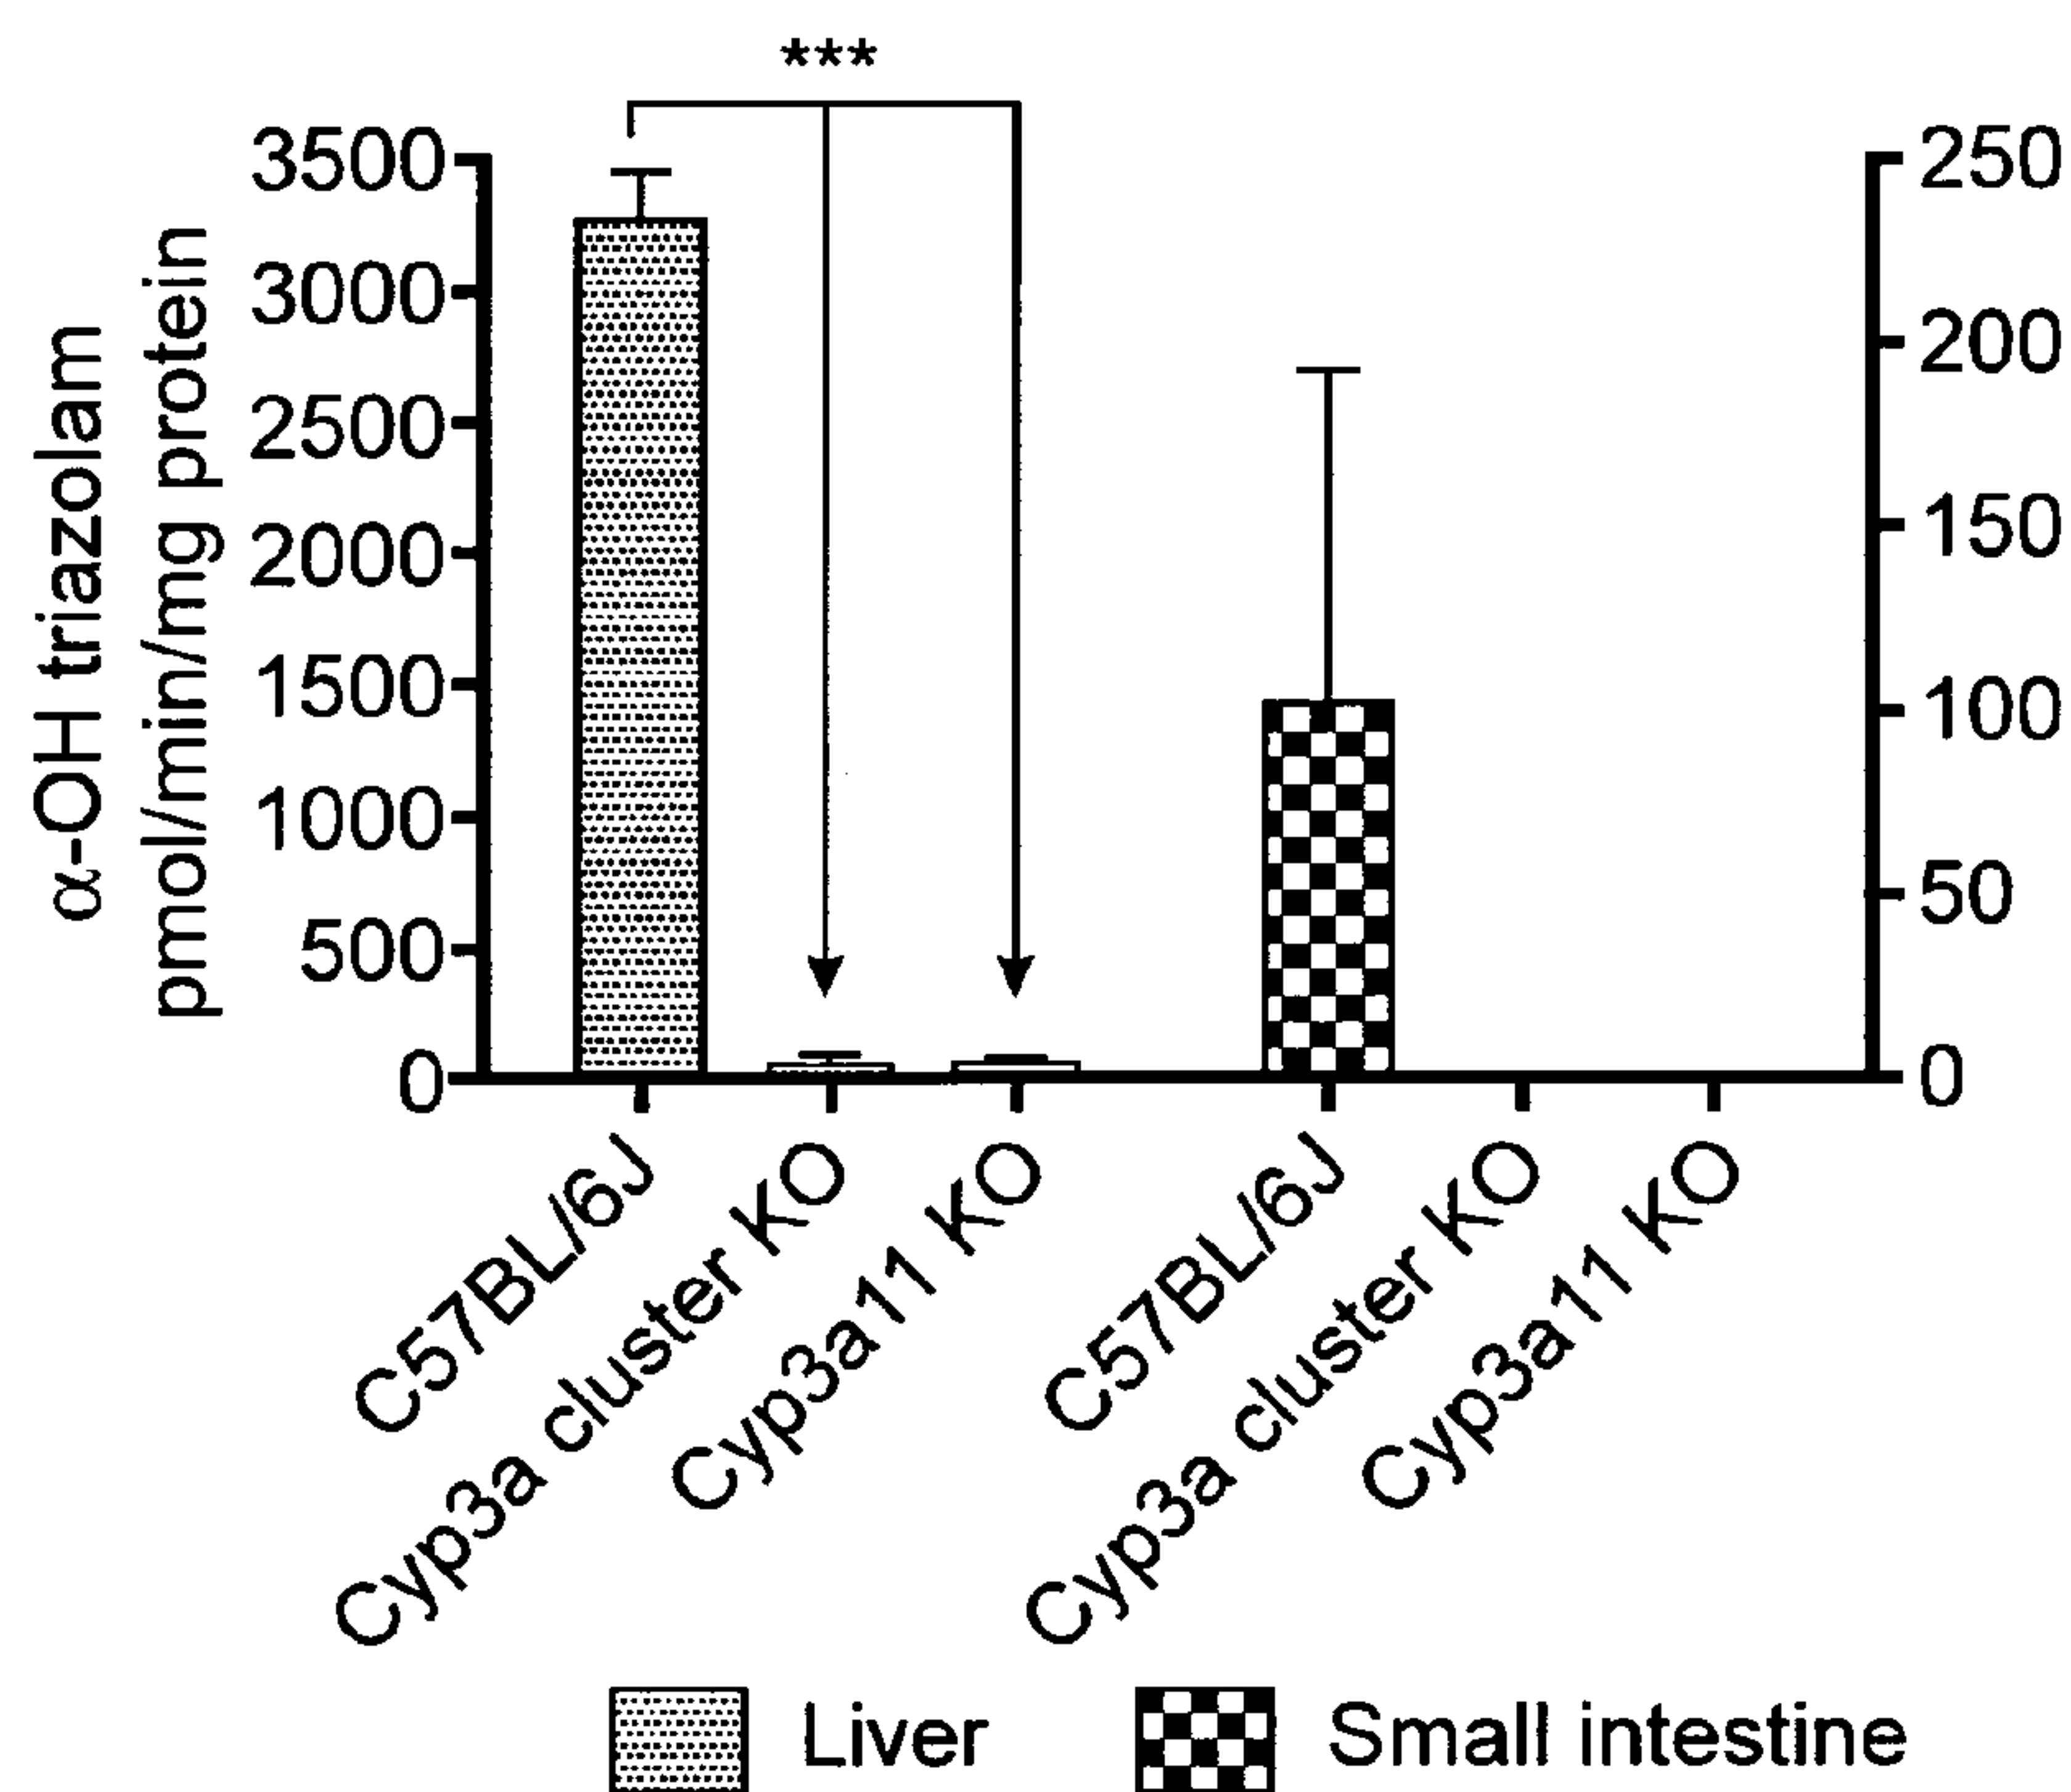 ***
α-OH triazolam
pmol/min/mg protein
3500
3000
2500
2000
1500
1000
500
0
250
200
150
100
50
0
C57BL/6J
Cyp3a cluster KO
Cyp3a11 KO
C57BL/6J
Cyp3a cluster KO
Cyp3a11 KO
Liver
Small intestine